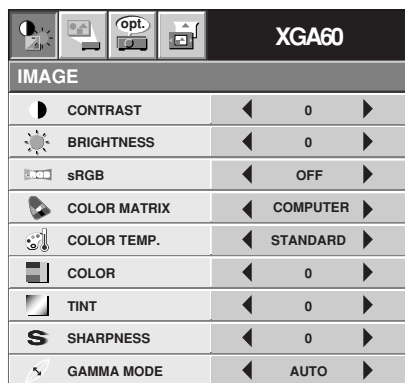 opt.
XGA60
IMAGE
CONTRAST 0
BRIGHTNESS 0
sRGB OFF
COLOR MATRIX COMPUTER
COLOR TEMP. STANDARD
COLOR 0
TINT 0
S SHARPNESS 0
GAMMA MODE AUTO